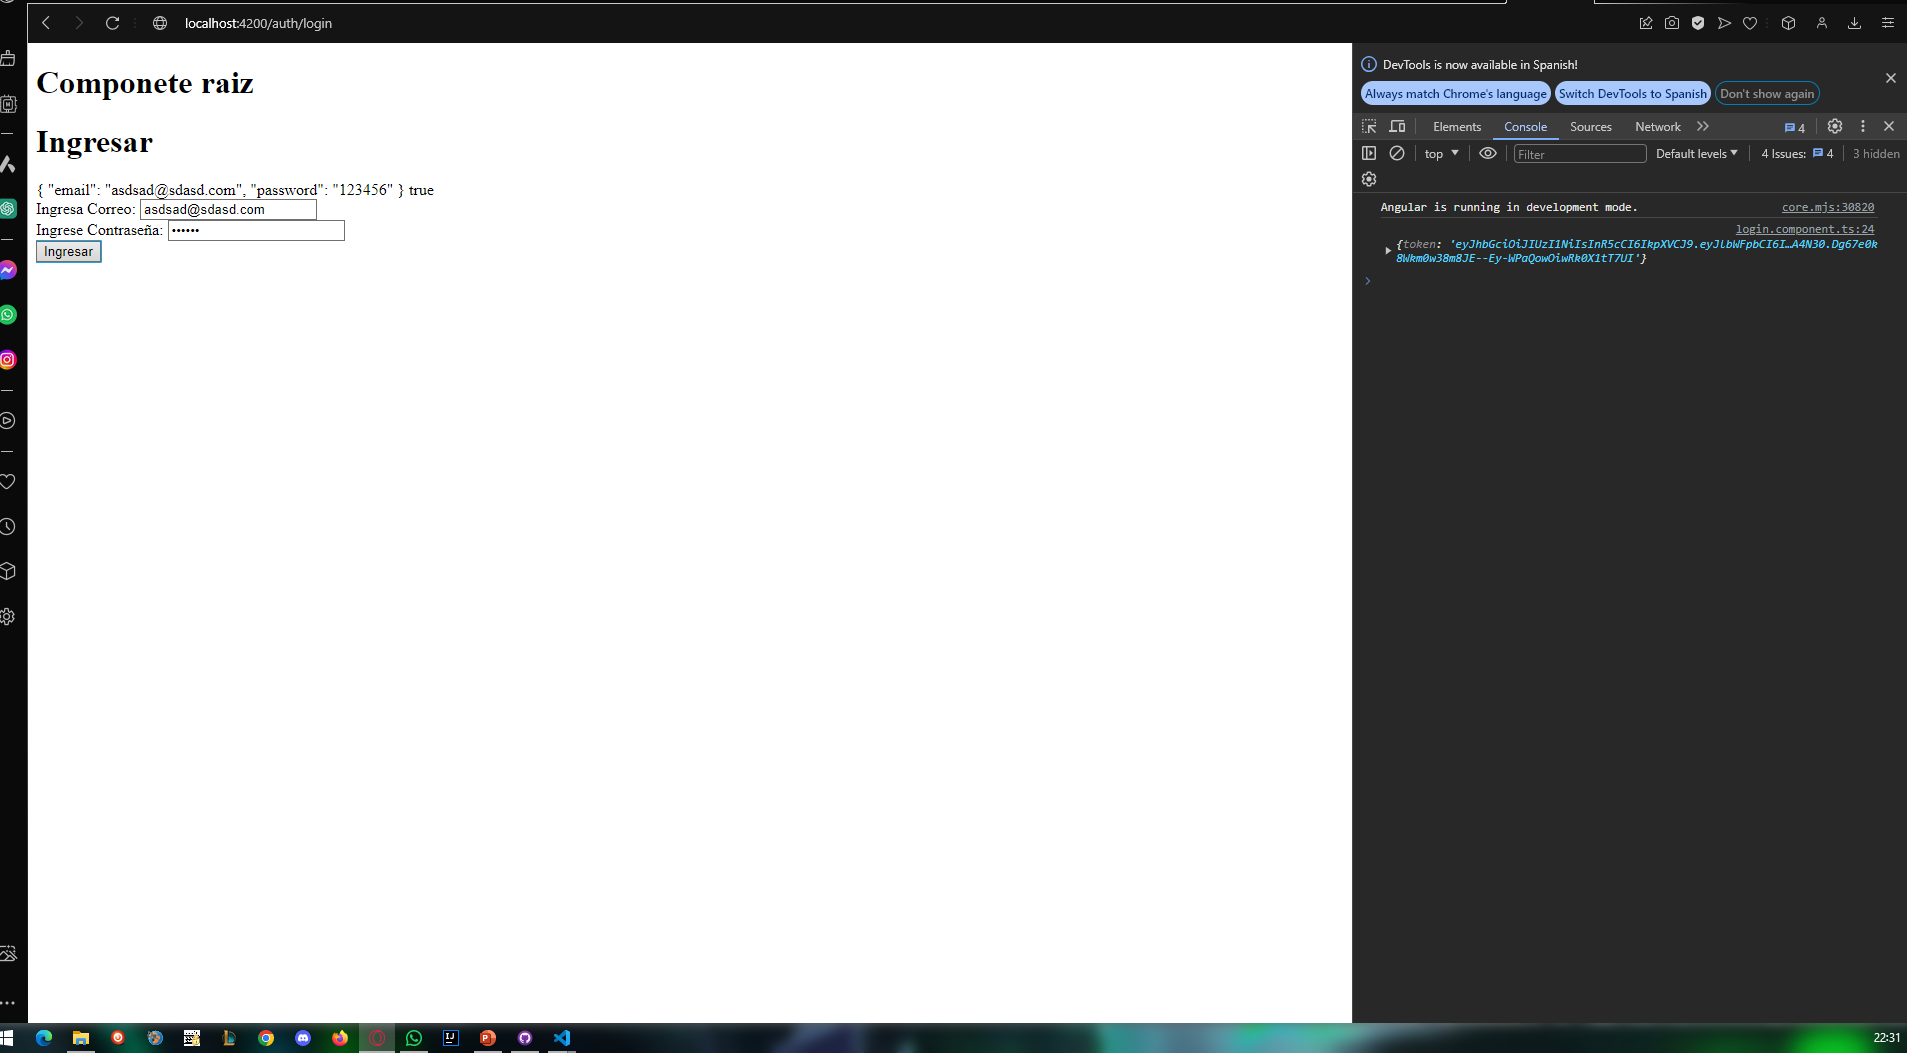 localhost:4200/auth/login
Componete raiz
Ingresar
{ "email": "asdsad@sdasd.com", "password": "123456" } true
Ingresa Correo: asdsad@sdasd.com
Ingrese Contraseña: ••••••
Ingresar
DevTools is now available in Spanish!
Always match Chrome's language Switch DevTools to Spanish Don't show again
Elements Console Sources Network 4
top Filter Default levels 4 Issues: 4 3 hidden
Angular is running in development mode. core.mjs:30820
login.component.ts:24
{token: 'eyJhbGciOiJIUzI1NiIsInR5cCI6IkpXVCJ9.eyJlbWFpbCI6I…A4N30.Dg67e0k
8Wkm0w38m8JE--Ey-WPaQowOiwRk0X1tT7UI'}
22:31